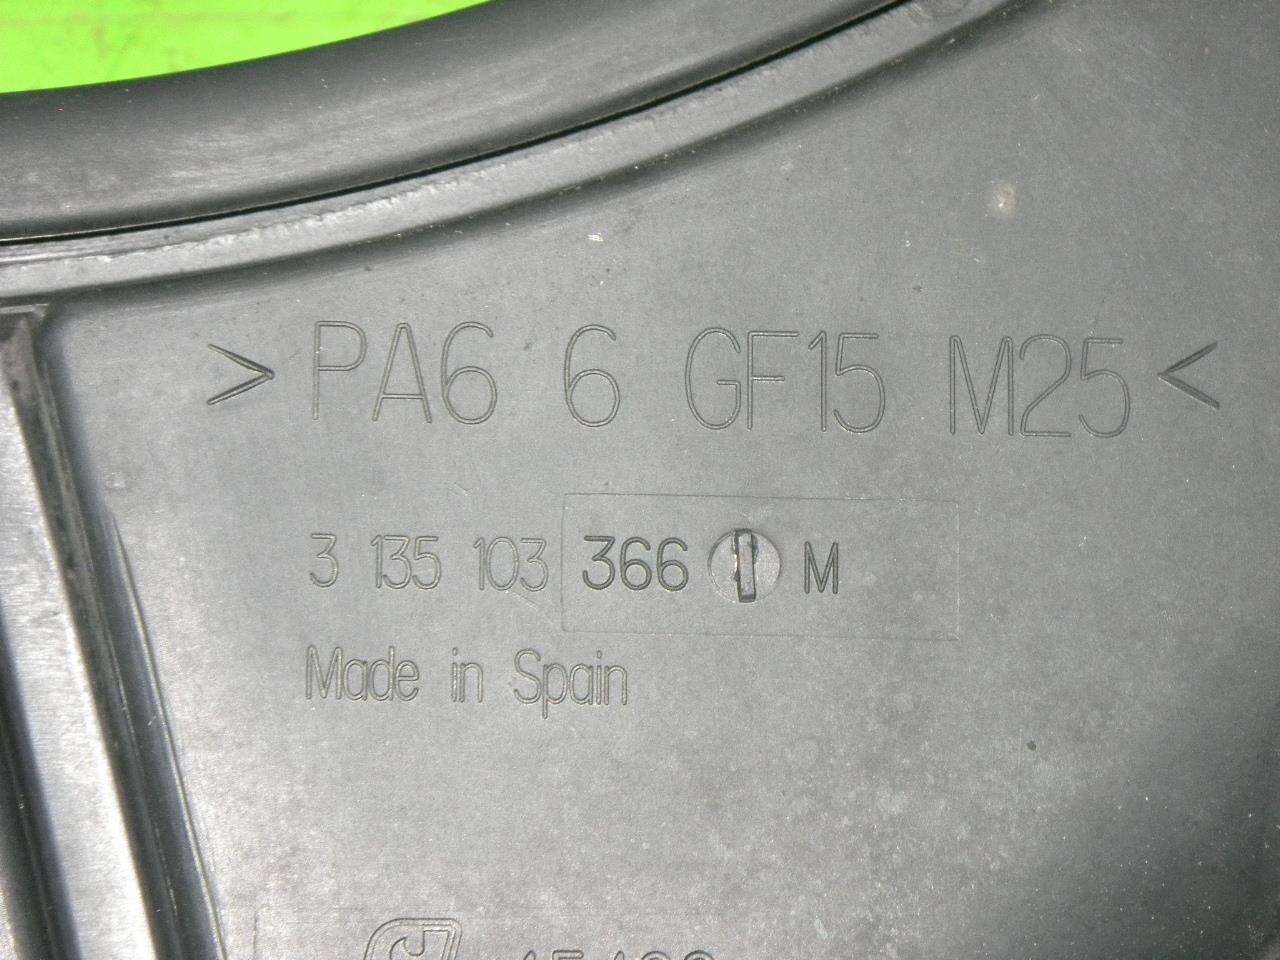 > PA6 6 GF15 M25 <
3 135 103 366 M
Made in Spain